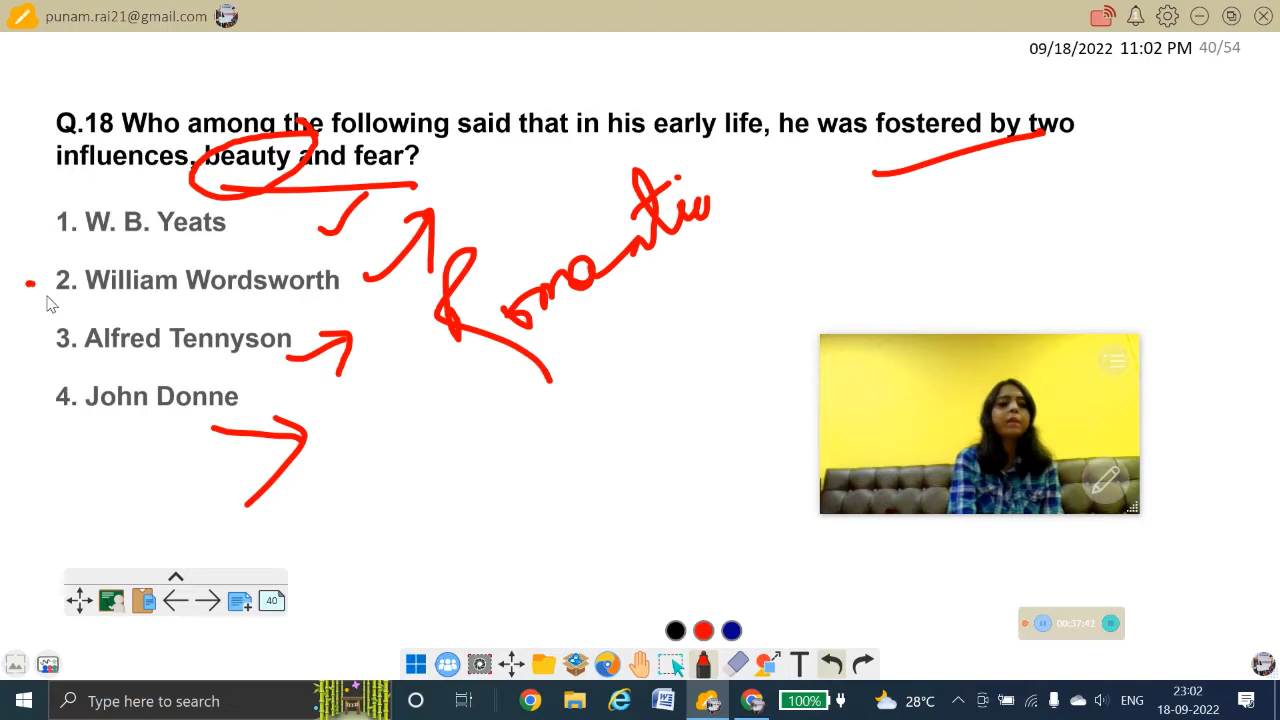 punam.rai21@gmail.com
09/18/2022 11:02 PM 40/54
Q.18 Who among the following said that in his early life, he was fostered by two
influences, beauty and fear?
1. W. B. Yeats
2. William Wordsworth
3. Alfred Tennyson
4. John Donne
Romantic
40
00:37:42
T
Type here to search
100%
28°C
ENG
23:02
18-09-2022